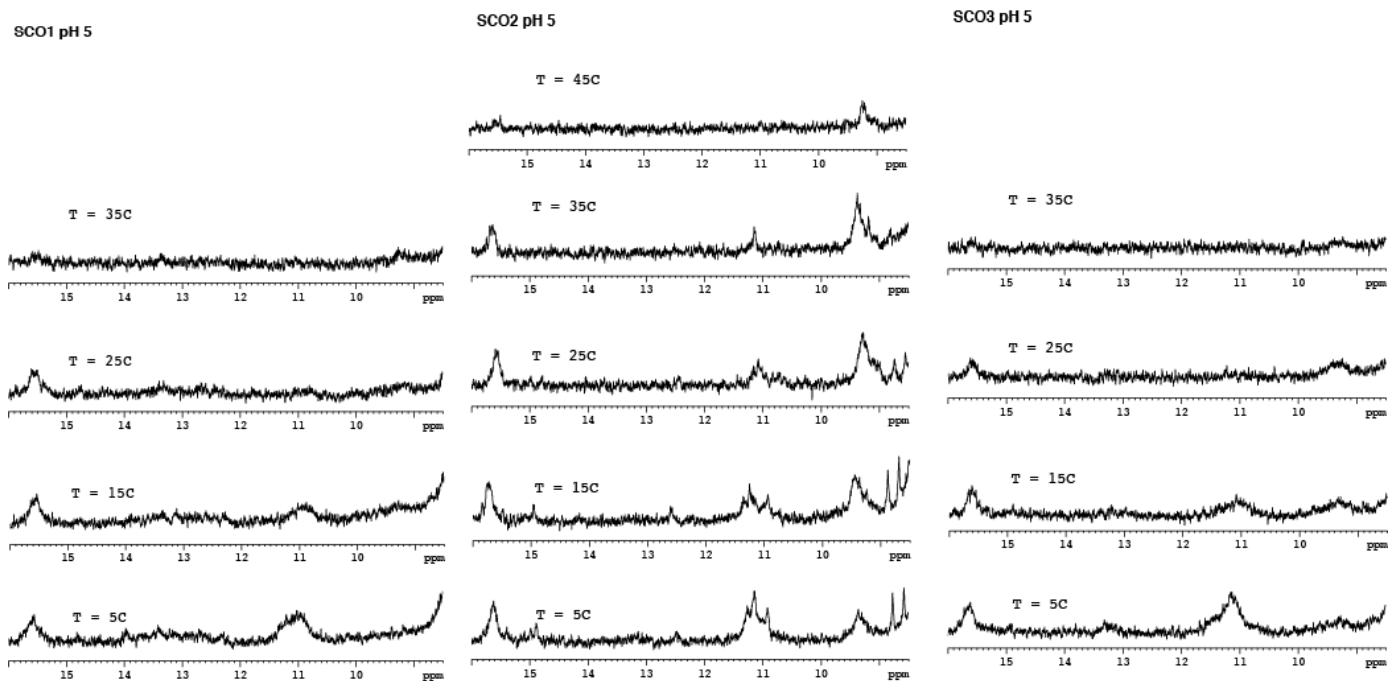 SCO1 pH 5
T = 35C
15 14 13 12 11 10 ppm
T = 25C
15 14 13 12 11 10 ppm
T = 15C
15 14 13 12 11 10 ppm
T = 5C
15 14 13 12 11 10 ppm
SCO2 pH 5
T = 45C
15 14 13 12 11 10 ppm
T = 35C
15 14 13 12 11 10 ppm
T = 25C
15 14 13 12 11 10 ppm
T = 15C
15 14 13 12 11 10 ppm
T = 5C
15 14 13 12 11 10 ppm
SCO3 pH 5
T = 35C
15 14 13 12 11 10 ppm
T = 25C
15 14 13 12 11 10 ppm
T = 15C
15 14 13 12 11 10 ppm
T = 5C
15 14 13 12 11 10 ppm